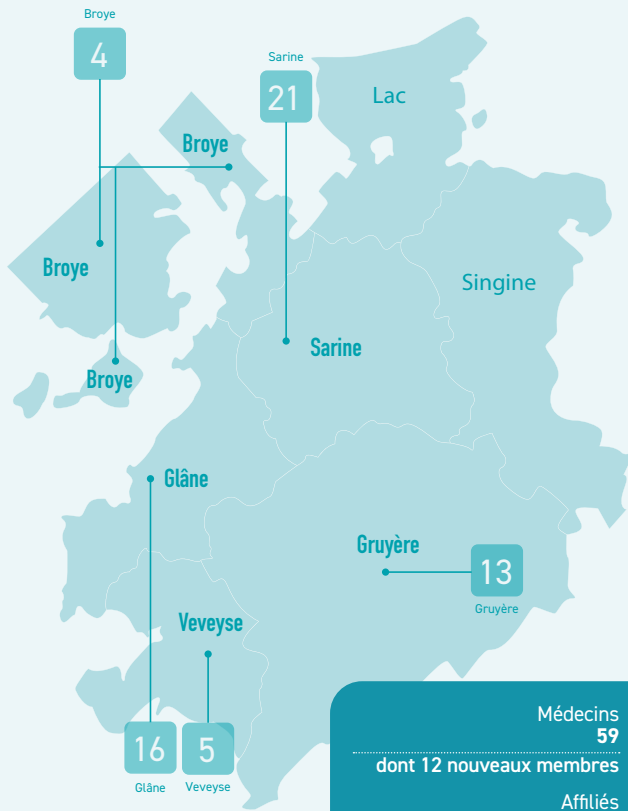 Broye
4
Sarine
21
Lac
Broye
Broye
Singine
Sarine
Broye
Glâne
Gruyère
13
Gruyère
Veveyse
16
Glâne
5
Veveyse
Médecins
59
dont 12 nouveaux membres
Affiliés